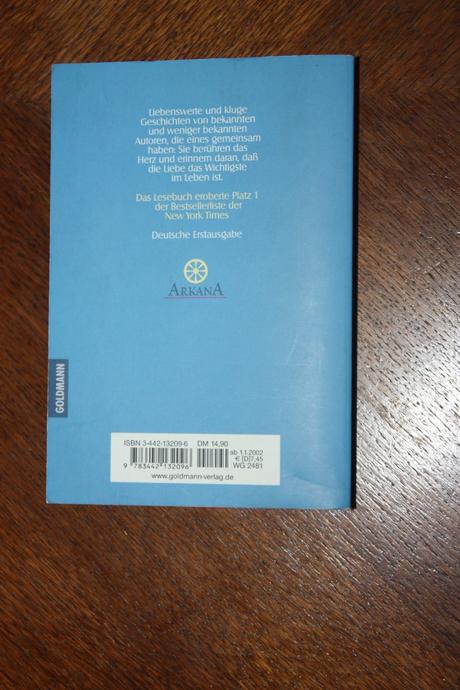 Liebenswerte und kluge
Geschichten von bekannten
und weniger bekannten
Autoren, die eines gemeinsam
haben: Sie berühren das
Herz und erinnern daran, daß
die Liebe das Wichtigste
im Leben ist.
Das Lesebuch eroberte Platz 1
der Bestsellerliste der
New York Times
Deutsche Erstausgabe
ARKANA
GOLDMANN
ISBN 3-442-13209-6 DM 14,90
ab 1.1.2002
€ [D] 7,45
9 783442 132096 WG 2481
www.goldmann-verlag.de